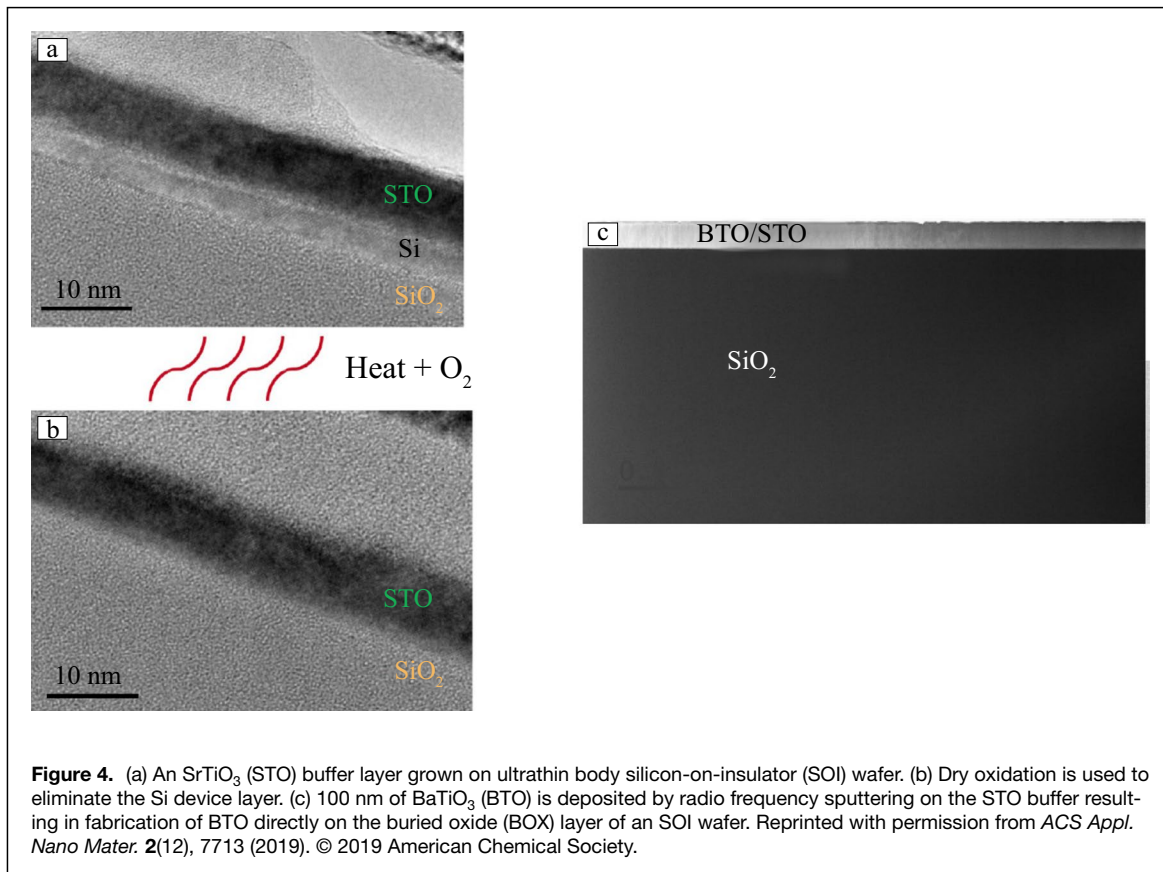 a
STO
Si
SiO₂
10 nm
Heat + O₂
b
STO
SiO₂
10 nm
c
BTO/STO
SiO₂
Figure 4. (a) An SrTiO₃ (STO) buffer layer grown on ultrathin body silicon-on-insulator (SOI) wafer. (b) Dry oxidation is used to
eliminate the Si device layer. (c) 100 nm of BaTiO₃ (BTO) is deposited by radio frequency sputtering on the STO buffer result-
ing in fabrication of BTO directly on the buried oxide (BOX) layer of an SOI wafer. Reprinted with permission from ACS Appl.
Nano Mater. 2(12), 7713 (2019). © 2019 American Chemical Society.